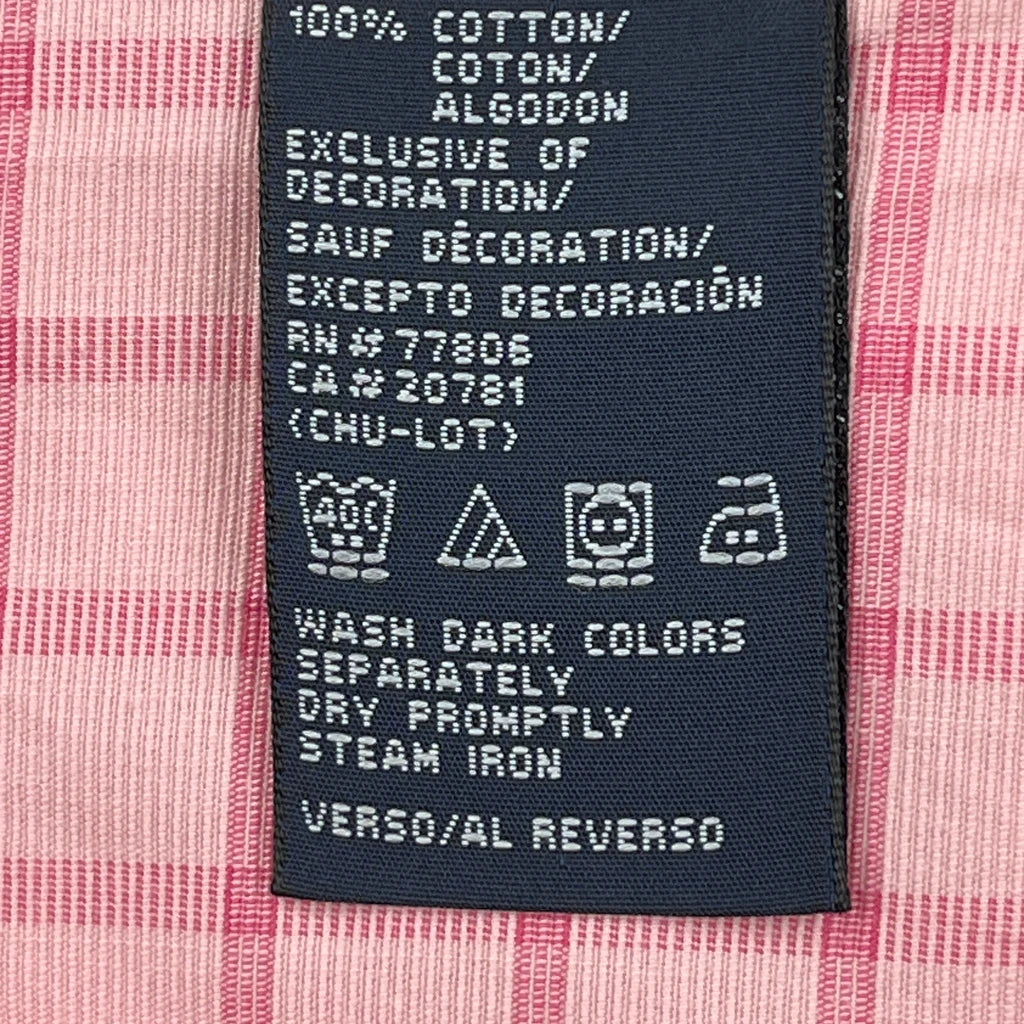 100% COTTON/
COTON/
ALGODON
EXCLUSIVE OF
DECORATION/
SAUF DÉCORATION/
EXCEPTO DECORACIÓN
RN# 77806
CA# 20781
(CHU-LOT)
40C
WASH DARK COLORS
SEPARATELY
DRY PROMPTLY
STEAM IRON
VERSO/AL REVERSO